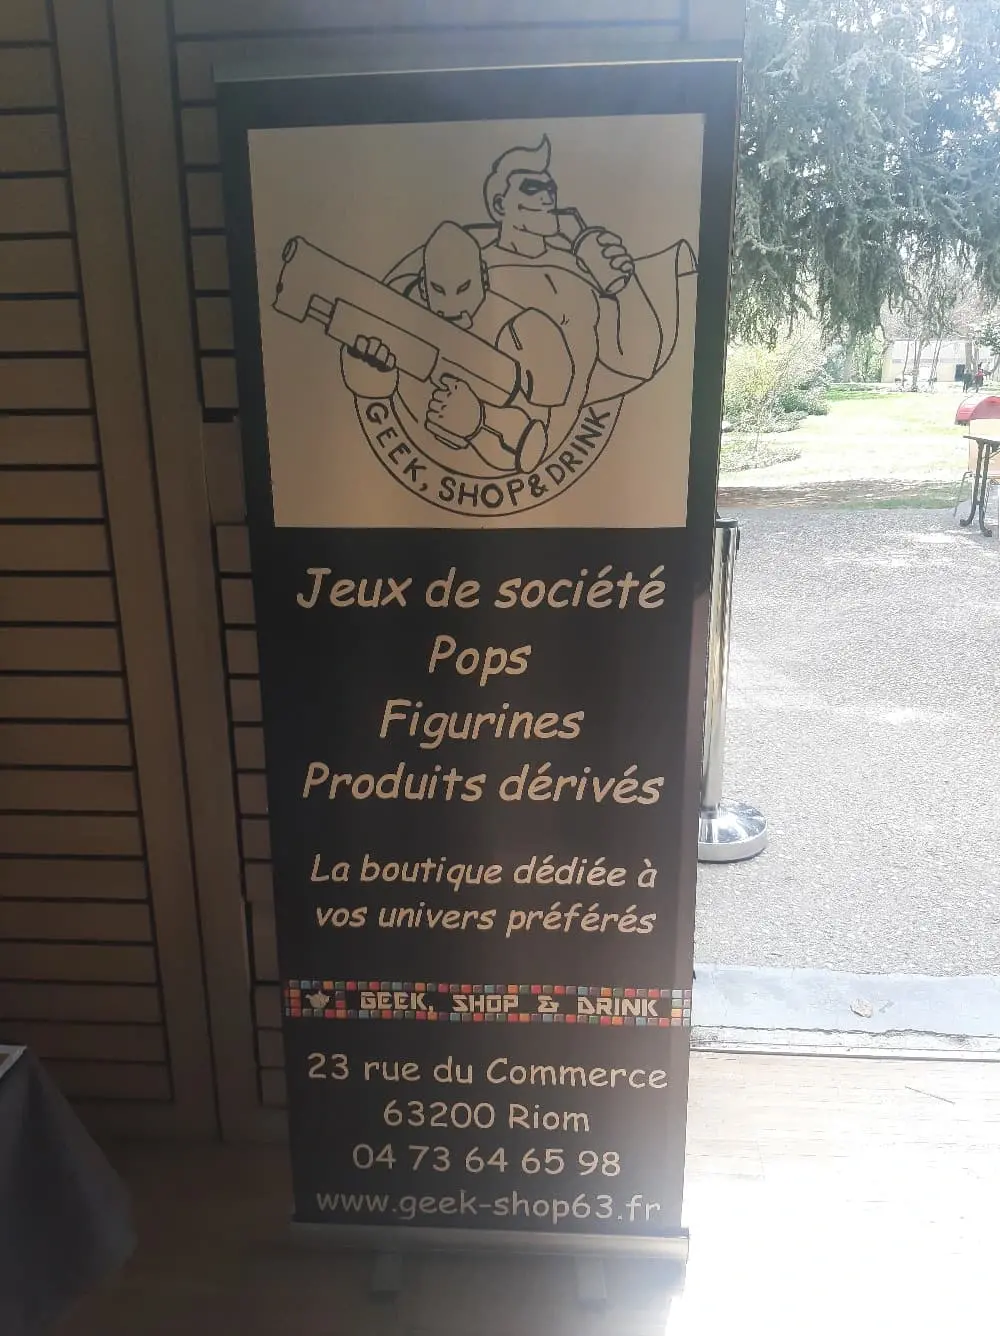 GEEK, SHOP & DRINK
Jeux de société
Pops
Figurines
Produits dérivés
La boutique dédiée à
vos univers préférés
GEEK, SHOP & DRINK
23 rue du Commerce
63200 Riom
04 73 64 65 98
www.geek-shop63.fr